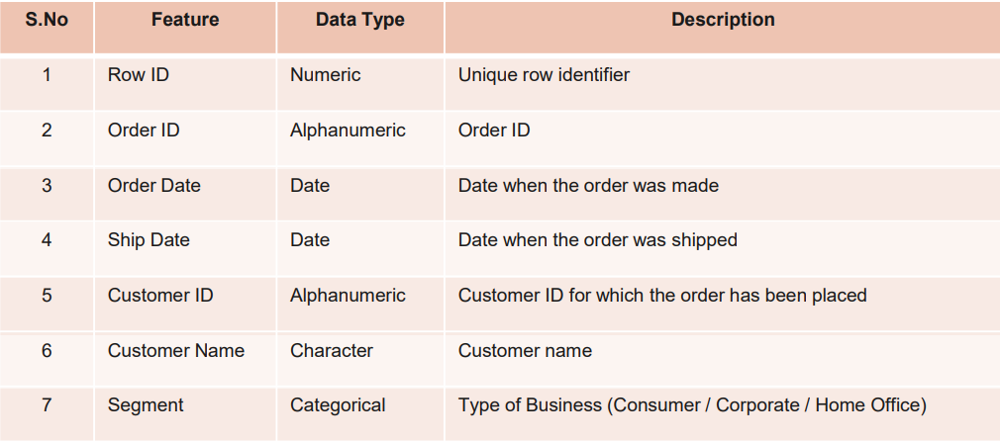 S.No Feature Data Type Description
1 Row ID Numeric Unique row identifier
2 Order ID Alphanumeric Order ID
3 Order Date Date Date when the order was made
4 Ship Date Date Date when the order was shipped
5 Customer ID Alphanumeric Customer ID for which the order has been placed
6 Customer Name Character Customer name
7 Segment Categorical Type of Business (Consumer / Corporate / Home Office)